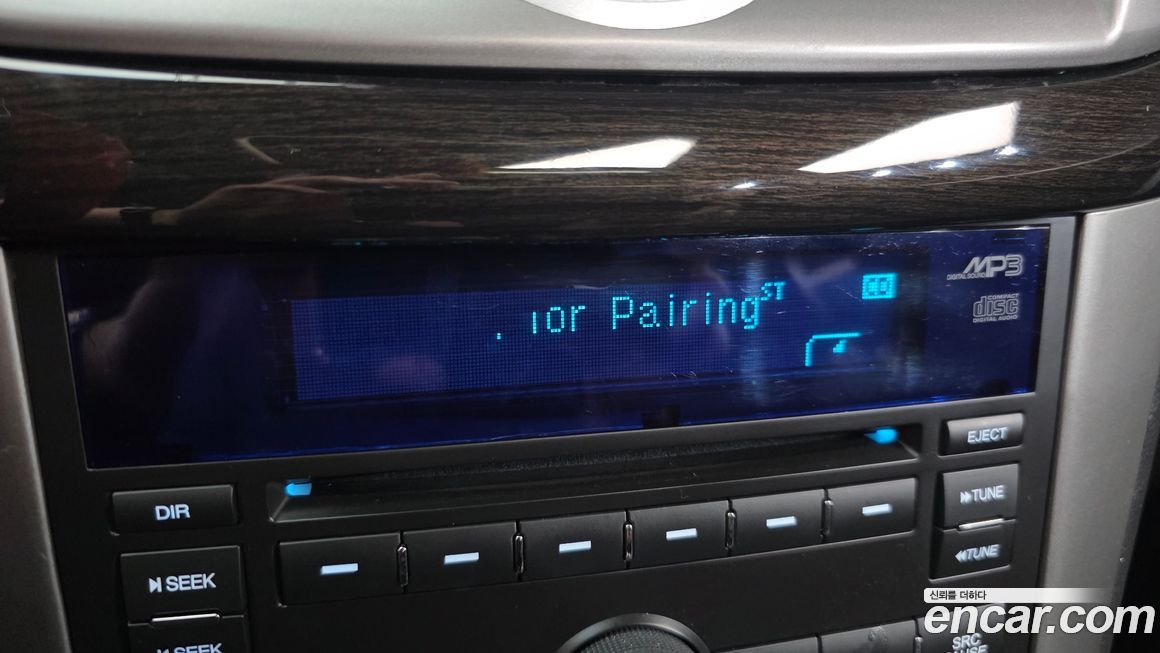 MP3
DIGITAL SOUND
Pairing
ST
CD
COMPACT
disc
DIGITAL AUDIO
EJECT
DIR
TUNE
SEEK
TUNE
SEEK
SRC
신뢰를 더하다
encar.com